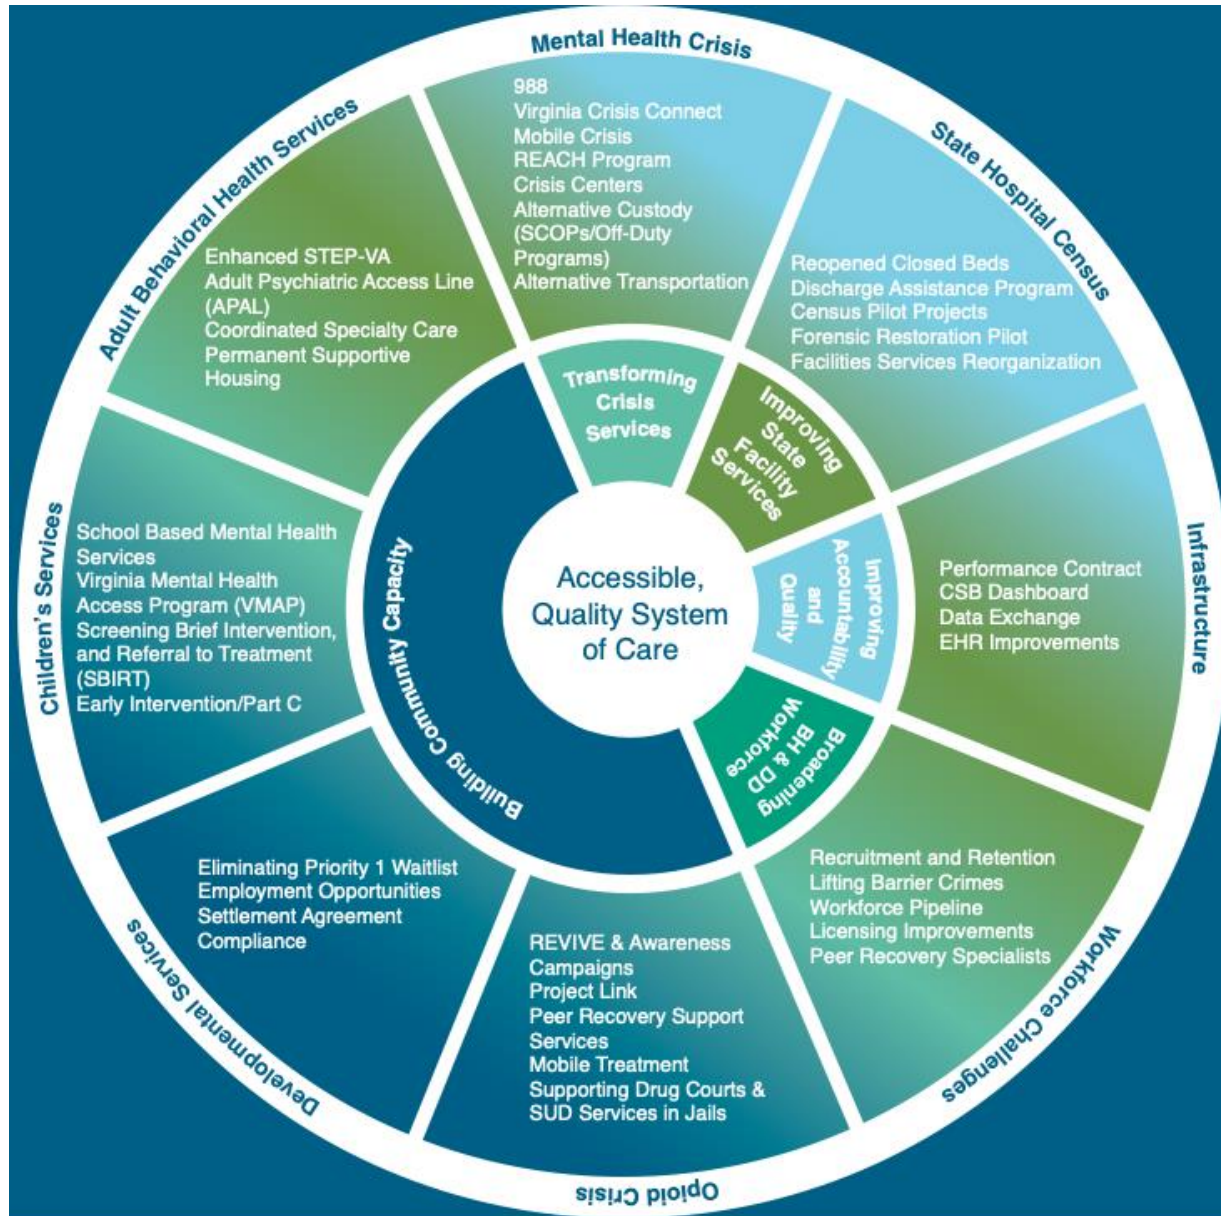 Mental Health Crisis
988
Virginia Crisis Connect
Mobile Crisis
REACH Program
Crisis Centers
Alternative Custody
(SCOPs/Off-Duty
Programs)
Alternative Transportation
State Hospital Census
Reopened Closed Beds
Discharge Assistance Program
Census Pilot Projects
Forensic Restoration Pilot
Facilities Services Reorganization
Infrastructure
Performance Contract
CSB Dashboard
Data Exchange
EHR Improvements
Workforce Challenges
Recruitment and Retention
Lifting Barrier Crimes
Workforce Pipeline
Licensing Improvements
Peer Recovery Specialists
Opioid Crisis
REVIVE & Awareness
Campaigns
Project Link
Peer Recovery Support
Services
Mobile Treatment
Supporting Drug Courts &
SUD Services in Jails
Developmental Services
Eliminating Priority 1 Waitlist
Employment Opportunities
Settlement Agreement
Compliance
Children's Services
School Based Mental Health
Services
Virginia Mental Health
Access Program (VMAP)
Screening Brief Intervention,
and Referral to Treatment
(SBIRT)
Early Intervention/Part C
Adult Behavioral Health Services
Enhanced STEP-VA
Adult Psychiatric Access Line
(APAL)
Coordinated Specialty Care
Permanent Supportive
Housing
Transforming
Crisis
Services
Improving
State
Facility
Services
Improving
Accountability
and
Quality
Broadening
BH & DD
Workforce
Building Community Capacity
Accessible,
Quality System
of Care